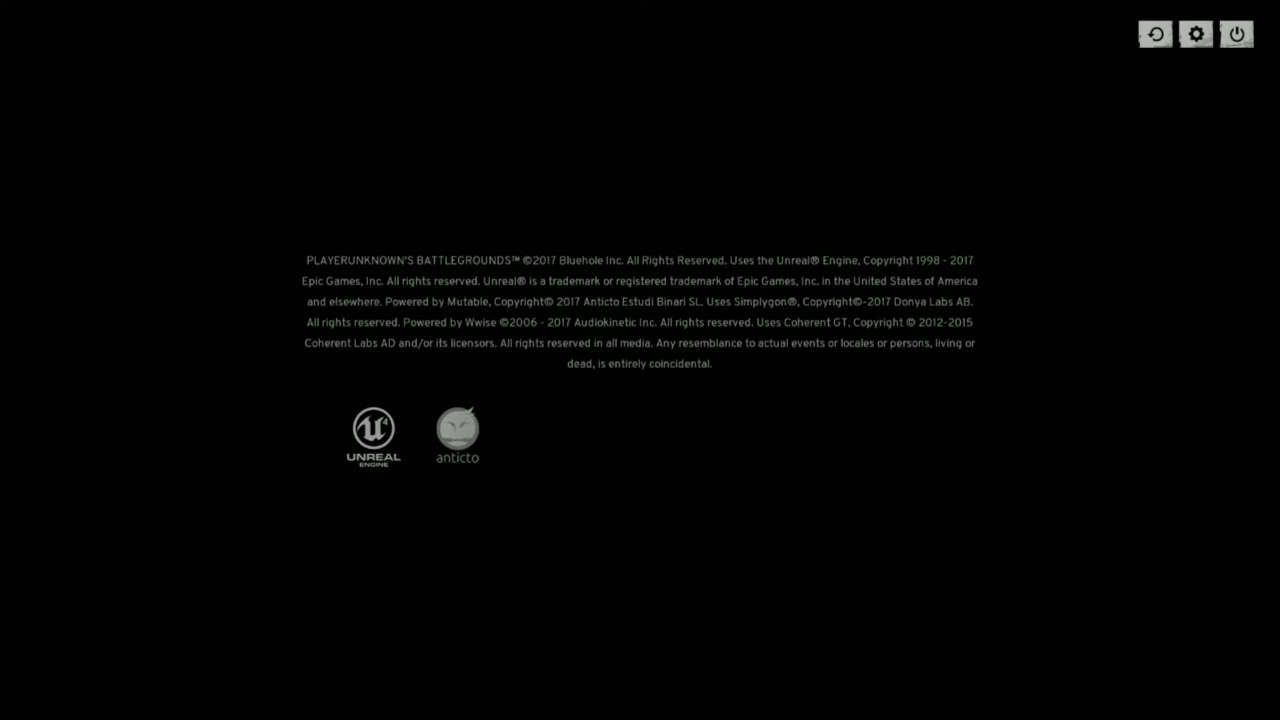 PLAYERUNKNOWN'S BATTLEGROUNDS™ ©2017 Bluehole Inc. All Rights Reserved. Uses the Unreal® Engine, Copyright 1998 - 2017
Epic Games, Inc. All rights reserved. Unreal® is a trademark or registered trademark of Epic Games, Inc. in the United States of America
and elsewhere. Powered by Mutable, Copyright© 2017 Anticto Estudi Binari SL. Uses Simplygon®, Copyright©-2017 Donya Labs AB.
All rights reserved. Powered by Wwise ©2006 - 2017 Audiokinetic Inc. All rights reserved. Uses Coherent GT, Copyright © 2012-2015
Coherent Labs AD and/or its licensors. All rights reserved in all media. Any resemblance to actual events or locales or persons, living or
dead, is entirely coincidental.
UNREAL
ENGINE
anticto